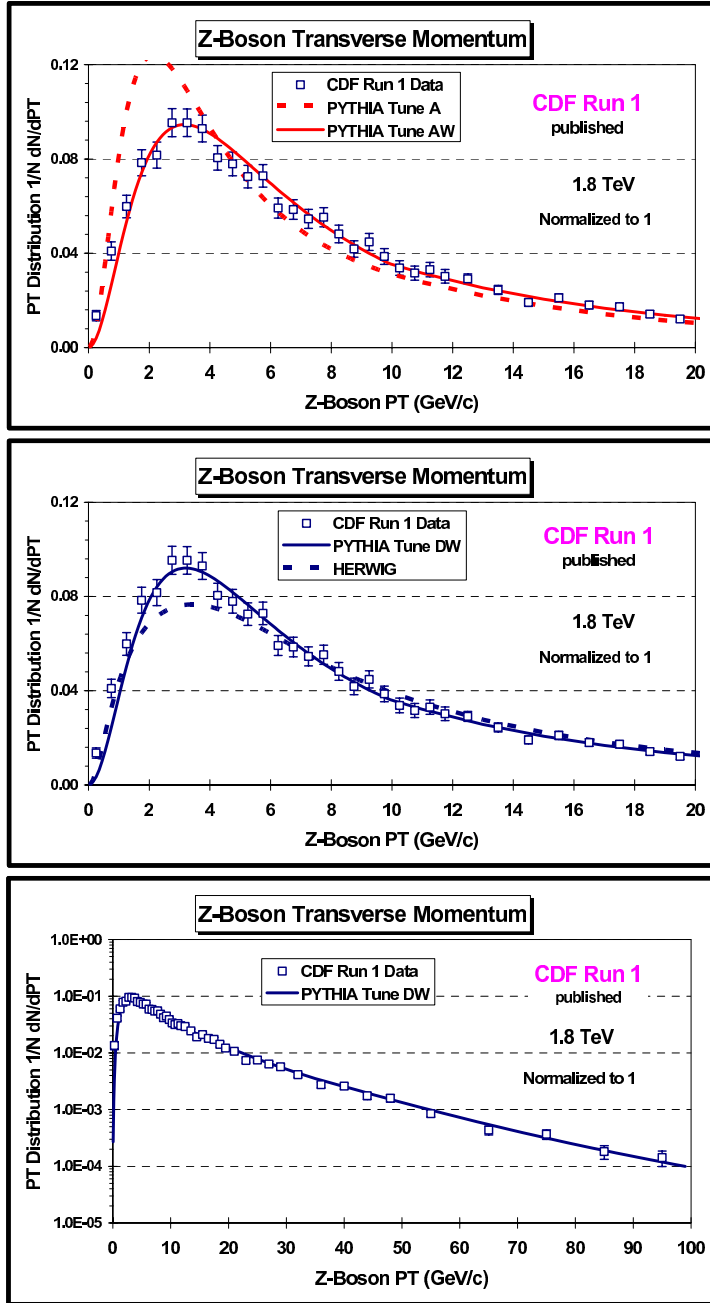 Z-Boson Transverse Momentum
PT Distribution 1/N dN/dPT
0.12
0.08
0.04
0.00
CDF Run 1 Data
PYTHIA Tune A
PYTHIA Tune AW
CDF Run 1
published
1.8 TeV
Normalized to 1
0 2 4 6 8 10 12 14 16 18 20
Z-Boson PT (GeV/c)
Z-Boson Transverse Momentum
PT Distribution 1/N dN/dPT
0.12
0.08
0.04
0.00
CDF Run 1 Data
PYTHIA Tune DW
HERWIG
CDF Run 1
published
1.8 TeV
Normalized to 1
0 2 4 6 8 10 12 14 16 18 20
Z-Boson PT (GeV/c)
Z-Boson Transverse Momentum
PT Distribution 1/N dN/dPT
1.0E+00
1.0E-01
1.0E-02
1.0E-03
1.0E-04
1.0E-05
CDF Run 1 Data
PYTHIA Tune DW
CDF Run 1
published
1.8 TeV
Normalized to 1
0 10 20 30 40 50 60 70 80 90 100
Z-Boson PT (GeV/c)